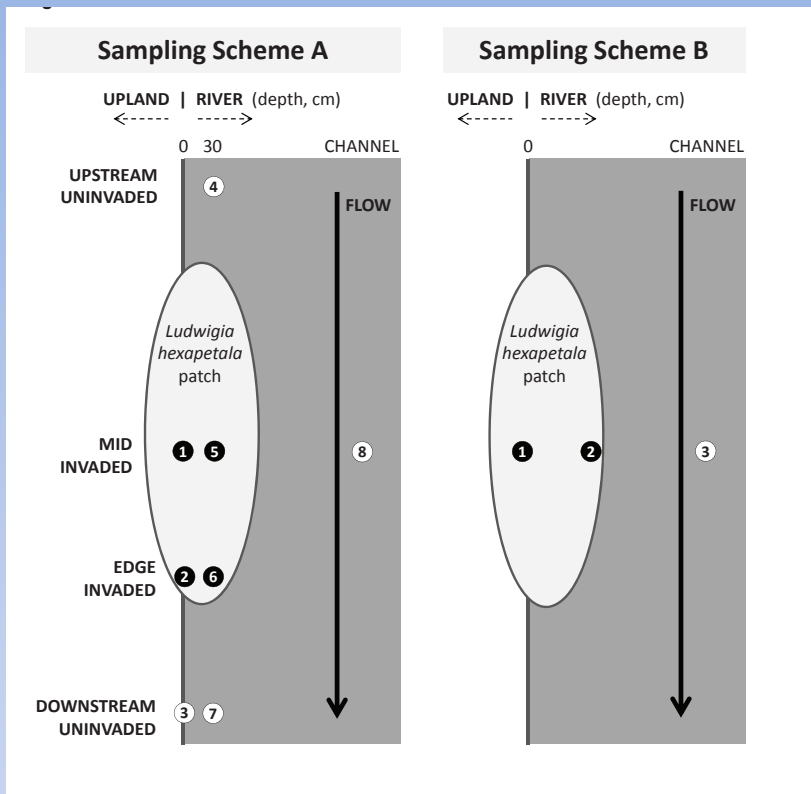 Sampling Scheme A
UPLAND | RIVER (depth, cm)
0 30 CHANNEL
UPSTREAM
UNINVADED
4
FLOW
Ludwigia
hexapetala
patch
MID
INVADED
1 5 8
EDGE
INVADED
2 6
DOWNSTREAM
UNINVADED
3 7
Sampling Scheme B
UPLAND | RIVER (depth, cm)
0 CHANNEL
FLOW
Ludwigia
hexapetala
patch
1 2 3